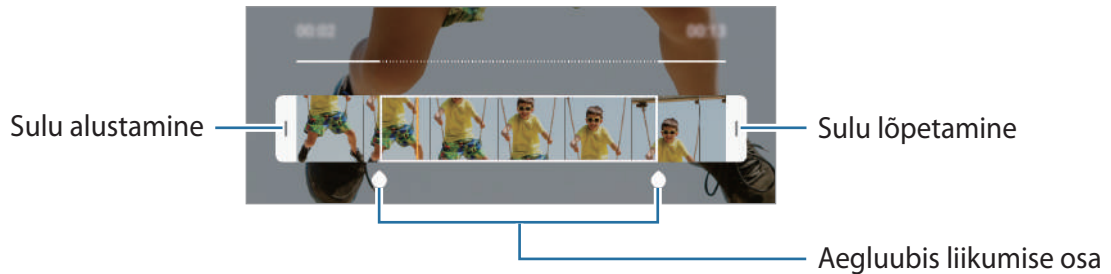 00:02
00:13
Sulu alustamine
Sulu lõpetamine
Aegluubis liikumise osa